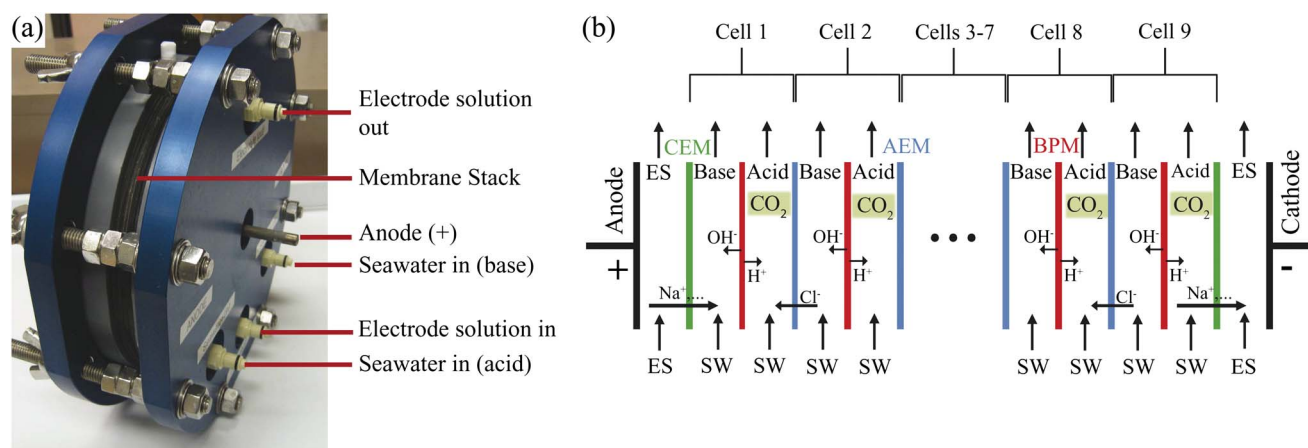 (a)
Electrode solution
out
Membrane Stack
Anode (+)
Seawater in (base)
Electrode solution in
Seawater in (acid)
(b)
Cell 1 Cell 2 Cells 3-7 Cell 8 Cell 9
CEM AEM BPM
ES Base Acid Base Acid Base Acid Base Acid ES
Anode
+
CO2 CO2 CO2 CO2
OH- OH- OH- OH-
H+ H+ H+ H+
Na+,... Cl- Cl- Na+,...
ES SW SW SW SW SW SW SW SW ES
Cathode
-